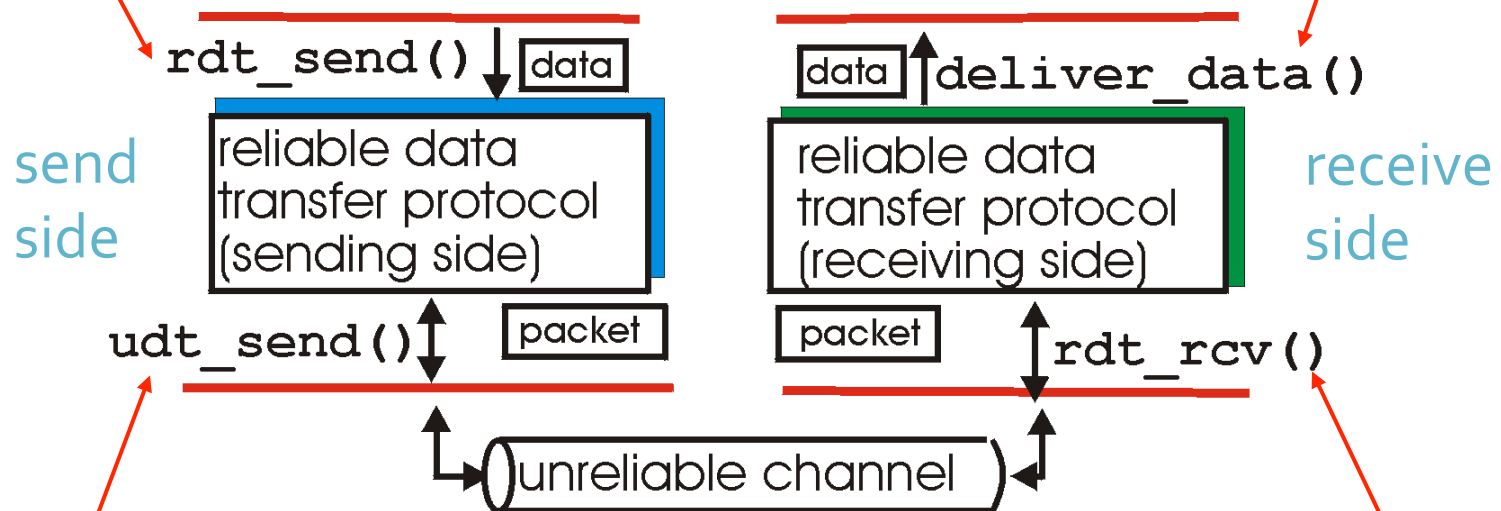 rdt_send()
data
data
deliver_data()
send
side
reliable data
transfer protocol
(sending side)
reliable data
transfer protocol
(receiving side)
receive
side
udt_send()
packet
packet
rdt_rcv()
unreliable channel